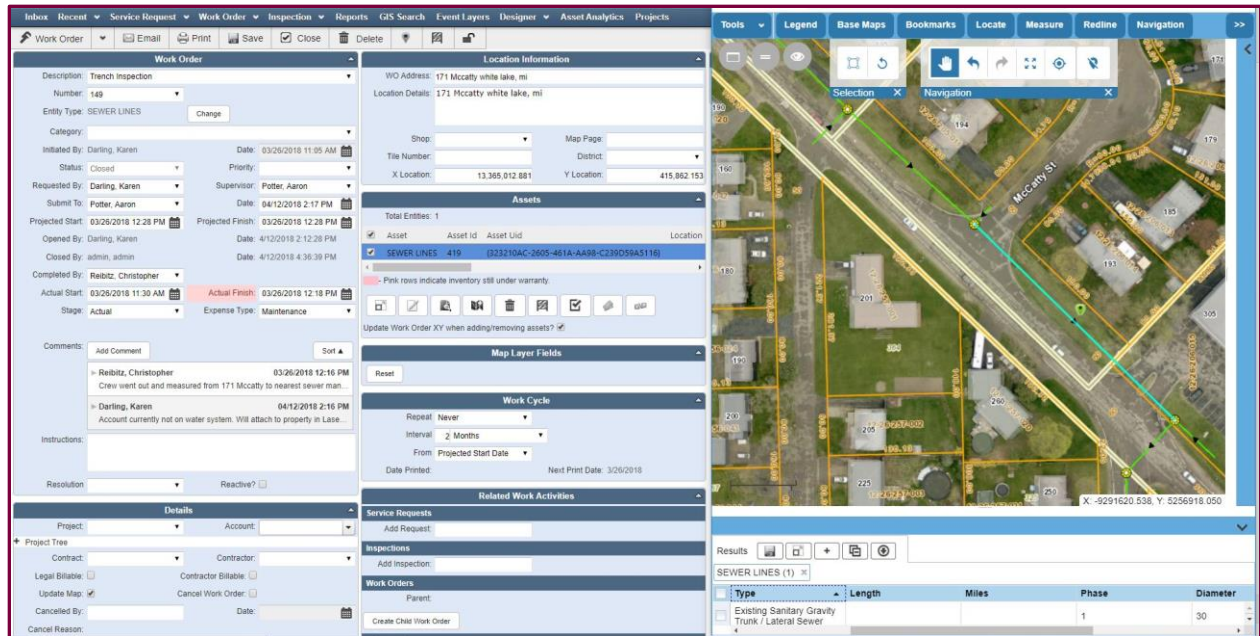 Inbox Recent Service Request Work Order Inspection Reports GIS Search Event Layers Designer Asset Analytics Projects
Work Order Email Print Save Close Delete
Work Order
Description: Trench Inspection
Number: 149
Entity Type: SEWER LINES Change
Category:
Initiated By: Darling, Karen Date: 03/26/2018 11:05 AM
Status: Closed Priority:
Requested By: Darling, Karen Supervisor: Potter, Aaron
Submit To: Potter, Aaron Date: 04/12/2018 2:17 PM
Projected Start: 03/26/2018 12:28 PM Projected Finish: 03/26/2018 12:28 PM
Opened By: Darling, Karen Date: 4/12/2018 2:12:28 PM
Closed By: admin, admin Date: 4/12/2018 4:36:39 PM
Completed By: Reibitz, Christopher
Actual Start: 03/26/2018 11:30 AM Actual Finish: 03/26/2018 12:18 PM
Stage: Actual Expense Type: Maintenance
Comments: Add Comment Sort ▲
Reibitz, Christopher 03/26/2018 12:16 PM
Crew went out and measured from 171 Mccatty to nearest sewer man...
Darling, Karen 04/12/2018 2:16 PM
Account currently not on water system. Will attach to property in Lase...
Instructions:
Resolution Reactive?
Details
Project: Account:
+ Project Tree
Contract: Contractor:
Legal Billable: Contractor Billable:
Update Map: Cancel Work Order:
Cancelled By: Date:
Cancel Reason:
Location Information
WO Address: 171 Mccatty white lake, mi
Location Details: 171 Mccatty white lake, mi
Shop: Map Page:
Tile Number: District:
X Location: 13,365,012.881 Y Location: 415,862.153
Assets
Total Entities: 1
Asset Asset Id Asset Uid Location
SEWER LINES 419 {323210AC-2605-461A-AA98-C239D59A5116}
- Pink rows indicate inventory still under warranty.
Update Work Order XY when adding/removing assets?
Map Layer Fields
Reset
Work Cycle
Repeat Never
Interval 2 Months
From Projected Start Date
Date Printed: Next Print Date: 3/26/2018
Related Work Activities
Service Requests
Add Request:
Inspections
Add Inspection:
Work Orders
Parent:
Create Child Work Order
Tools Legend Base Maps Bookmarks Locate Measure Redline Navigation >>
Selection X Navigation X
171
190
194
179
160
McCatty St
185
180
193
201
305
384
190
200
205
260
225
250
X: -9291620.538, Y: 5256918.050
Results
SEWER LINES (1) ×
Type Length Miles Phase Diameter
Existing Sanitary Gravity
Trunk / Lateral Sewer 1 30